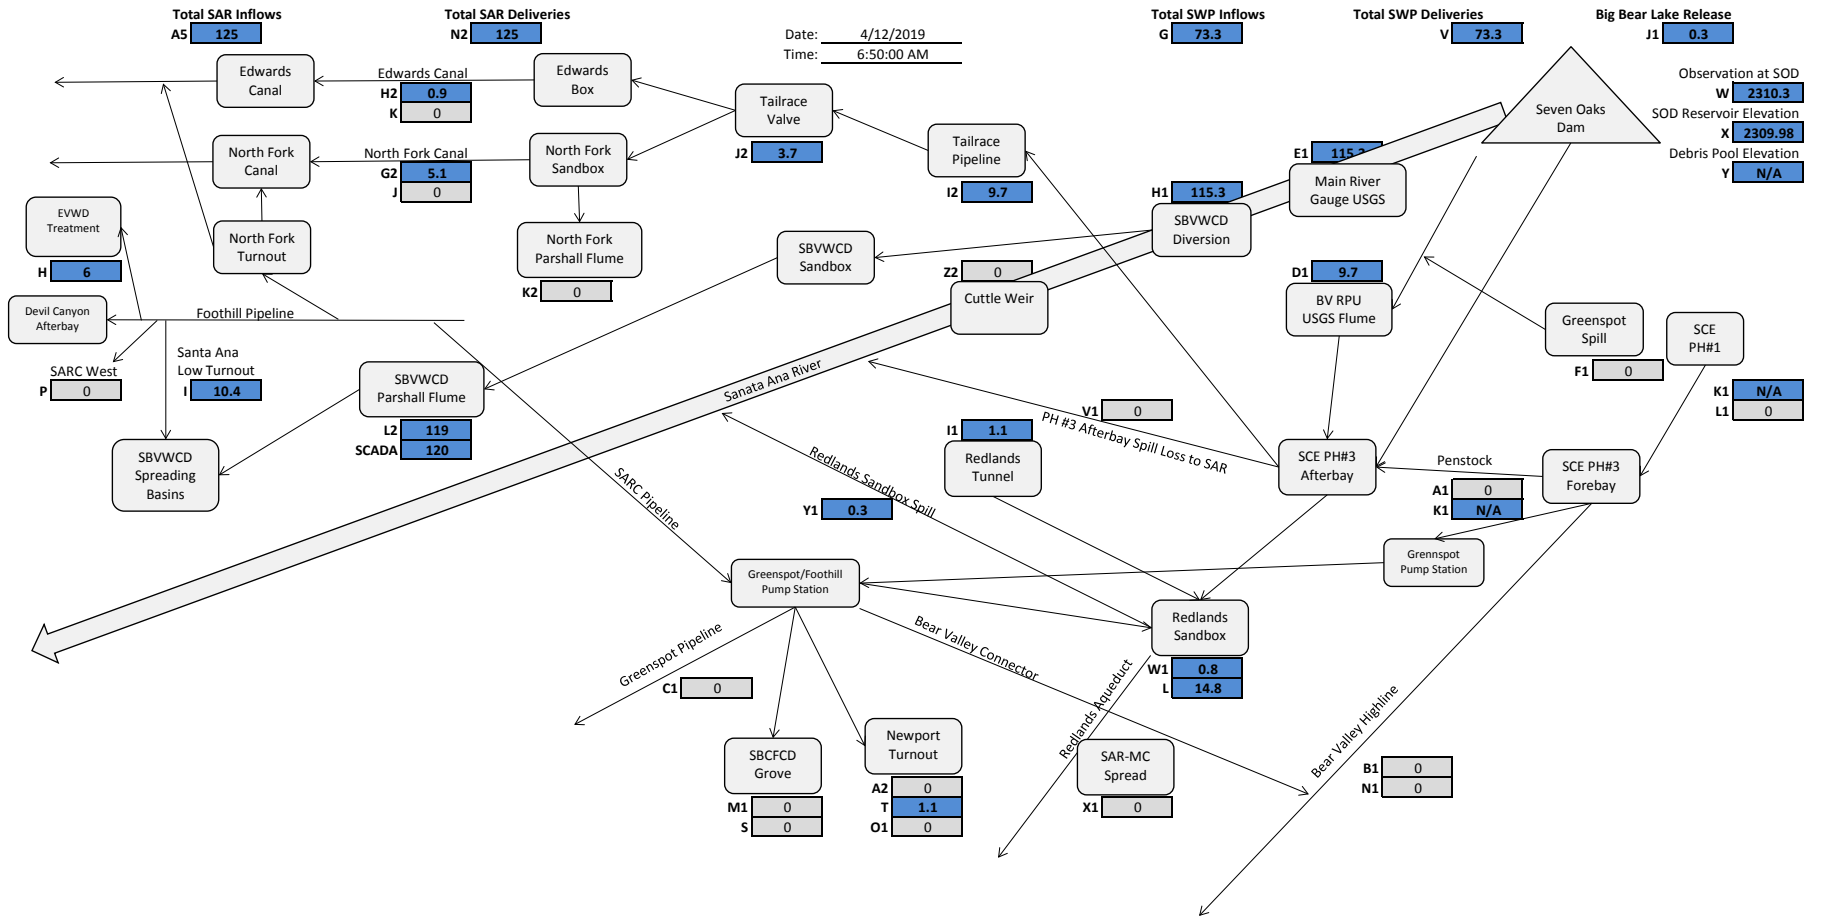 Total SAR Inflows
A5 125
Total SAR Deliveries
N2 125
Date: 4/12/2019
Time: 6:50:00 AM
Total SWP Inflows
G 73.3
Total SWP Deliveries
V 73.3
Big Bear Lake Release
J1 0.3
Observation at SOD
W 2310.3
SOD Reservoir Elevation
X 2309.98
Debris Pool Elevation
Y N/A
Seven Oaks
Dam
Edwards
Canal
Edwards Canal
H2 0.9
K 0
Edwards
Box
Tailrace
Valve
J2 3.7
Tailrace
Pipeline
I2 9.7
North Fork
Canal
North Fork Canal
G2 5.1
J 0
North Fork
Sandbox
E1
Main River
Gauge USGS
H1 115.3
SBVWCD
Diversion
EVWD
Treatment
H 6
North Fork
Turnout
North Fork
Parshall Flume
K2 0
SBVWCD
Sandbox
Z2 0
Cuttle Weir
D1 9.7
BV RPU
USGS Flume
Greenspot
Spill
F1 0
SCE
PH#1
K1 N/A
L1 0
Devil Canyon
Afterbay
Foothill Pipeline
SARC West
P 0
Santa Ana
Low Turnout
I 10.4
SBVWCD
Parshall Flume
L2 119
SCADA 120
Sanata Ana River
SBVWCD
Spreading
Basins
V1 0
PH #3 Afterbay Spill Loss to SAR
I1 1.1
Redlands
Tunnel
SCE PH#3
Afterbay
Penstock
A1 0
K1 N/A
SCE PH#3
Forebay
SARC Pipeline
Redlands Sandbox Spill
Y1 0.3
Grennspot
Pump Station
Greenspot/Foothill
Pump Station
Redlands
Sandbox
W1 0.8
L 14.8
Greenspot Pipeline
C1 0
Bear Valley Connector
Redlands Aqueduct
Bear Valley Highline
SBCFCD
Grove
M1 0
S 0
Newport
Turnout
A2 0
T 1.1
O1 0
SAR-MC
Spread
X1 0
B1 0
N1 0